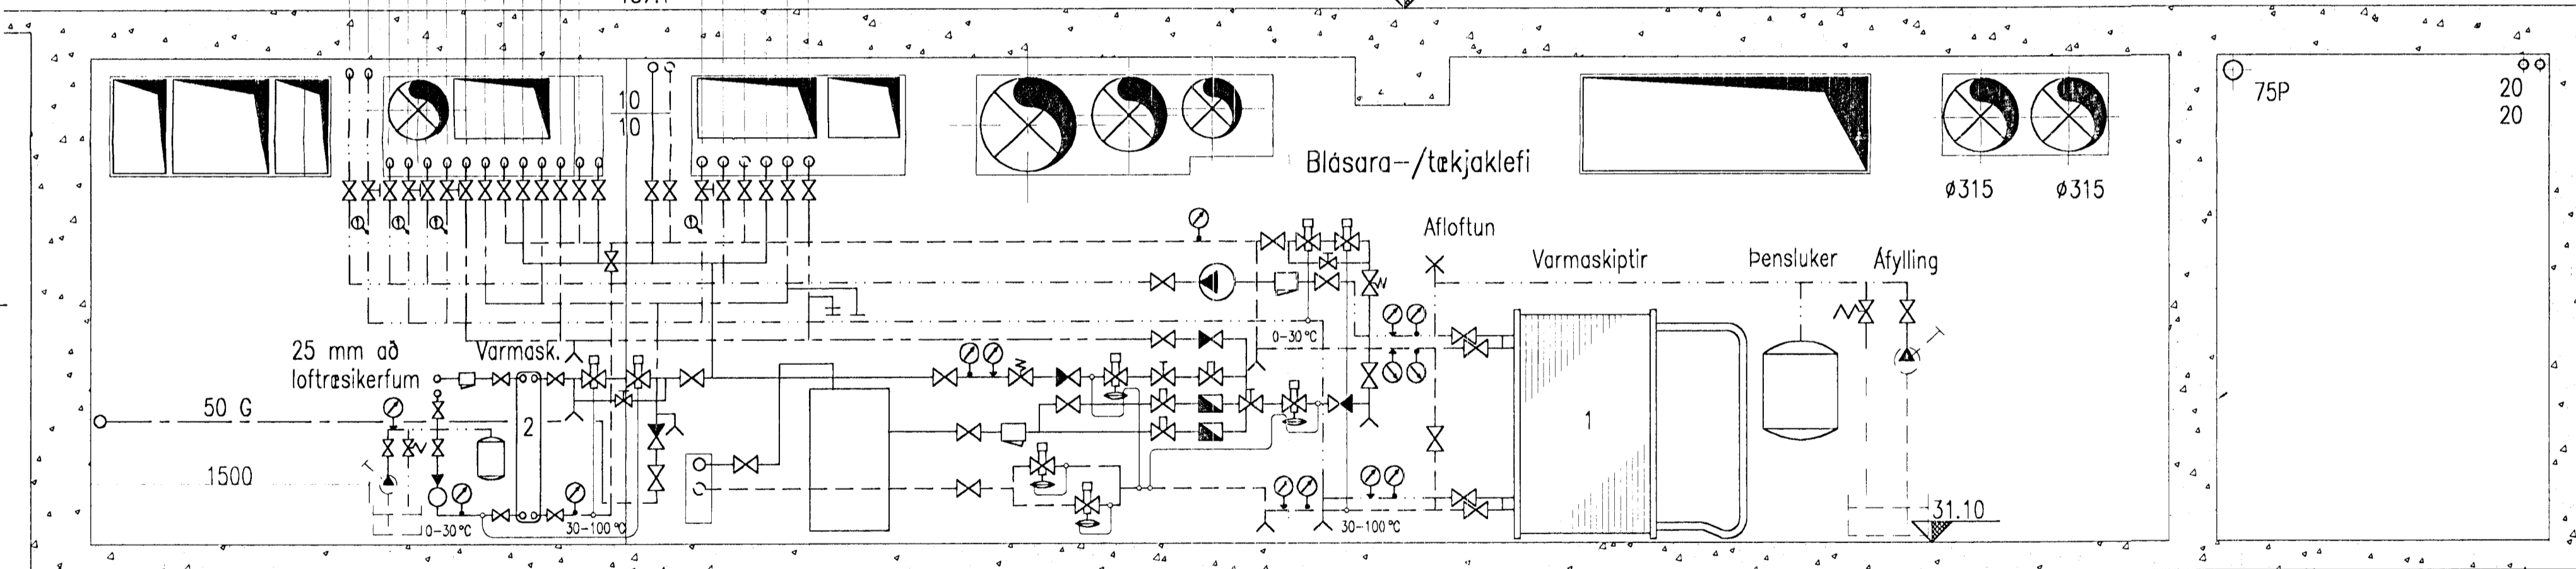 10
10
Blásara-/tækjaklefi
ø315
ø315
75P
20
20
Afloftun
Varmaskiptir
Þensluker
Áfylling
25 mm að
loftræsikerfum
Varmask.
0-30°C
50 G
2
1
1500
0-30°C
30-100°C
30-100°C
31.10